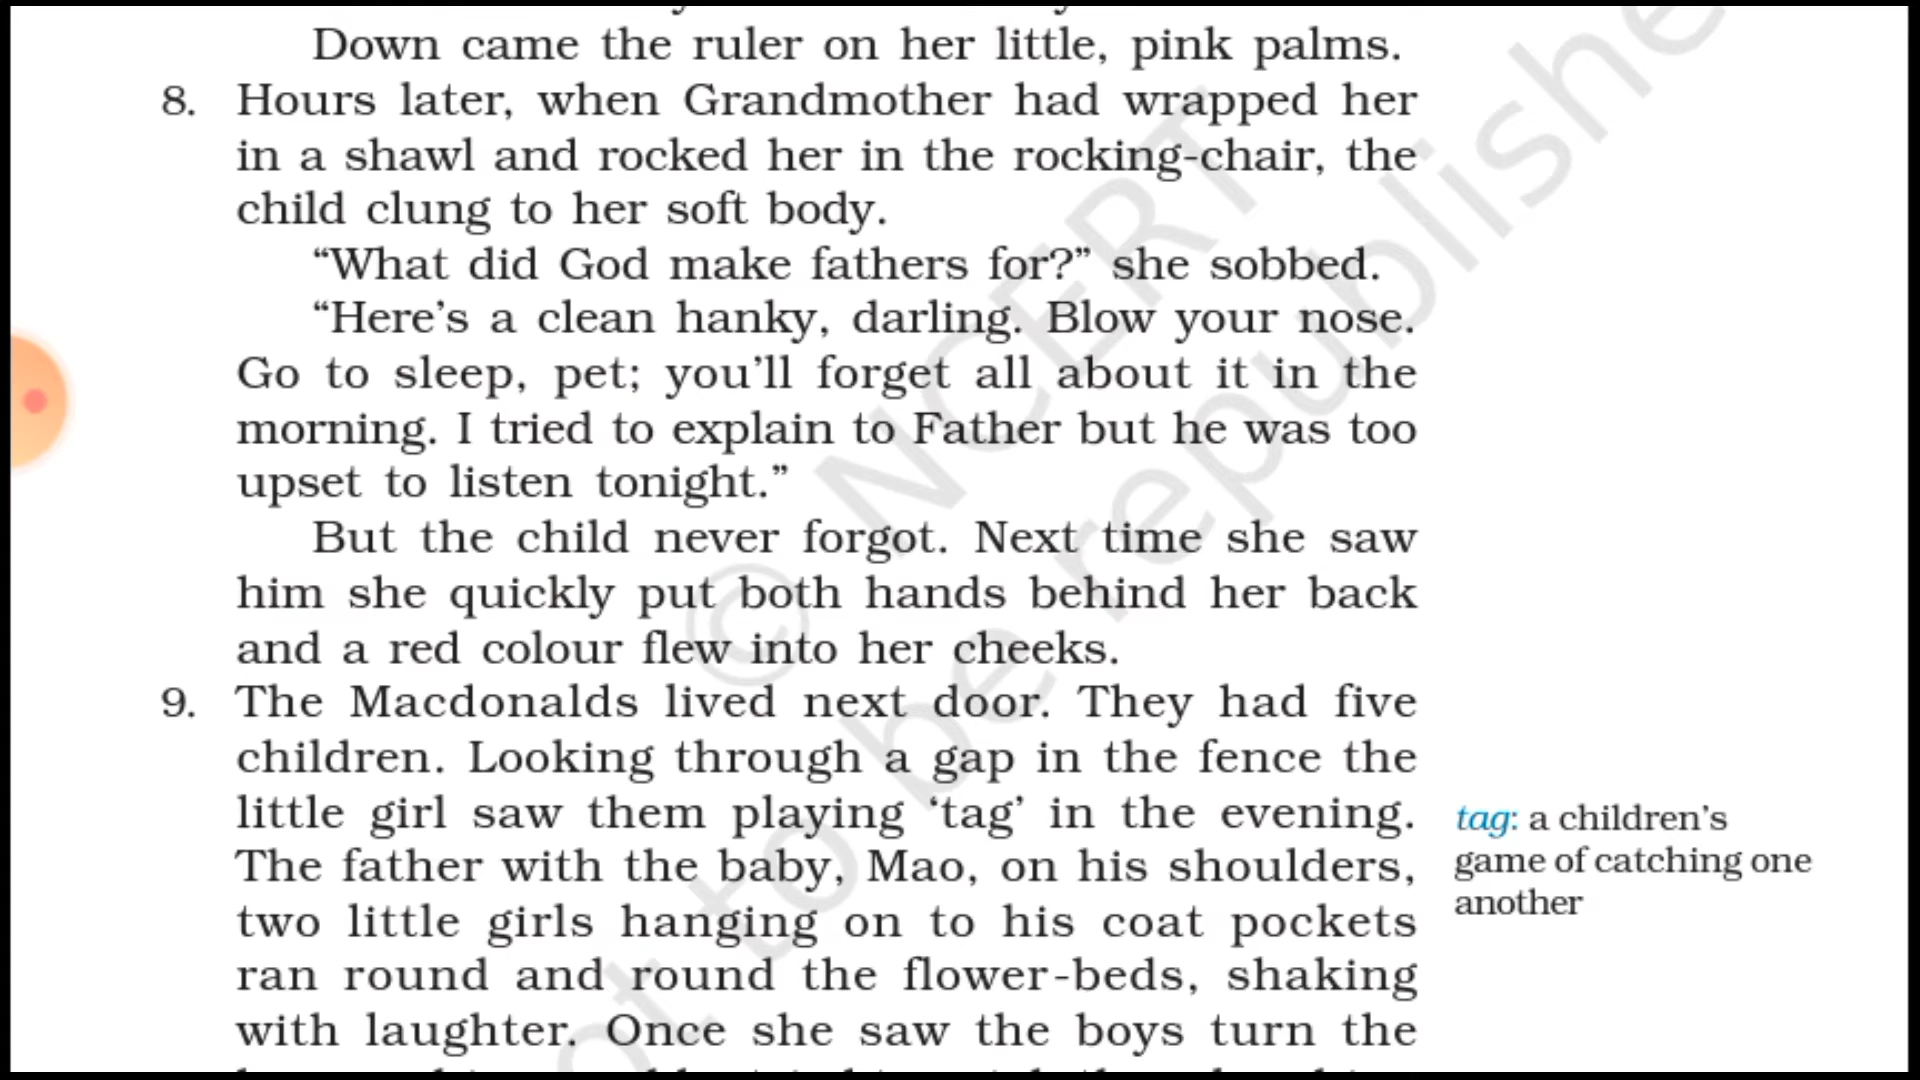 Down came the ruler on her little, pink palms.
8. Hours later, when Grandmother had wrapped her
in a shawl and rocked her in the rocking-chair, the
child clung to her soft body.
“What did God make fathers for?” she sobbed.
“Here’s a clean hanky, darling. Blow your nose.
Go to sleep, pet; you’ll forget all about it in the
morning. I tried to explain to Father but he was too
upset to listen tonight.”
But the child never forgot. Next time she saw
him she quickly put both hands behind her back
and a red colour flew into her cheeks.
9. The Macdonalds lived next door. They had five
children. Looking through a gap in the fence the
little girl saw them playing ‘tag’ in the evening.
The father with the baby, Mao, on his shoulders,
two little girls hanging on to his coat pockets
ran round and round the flower-beds, shaking
with laughter. Once she saw the boys turn the
tag: a children’s
game of catching one
another
© NCERT
to be republishe